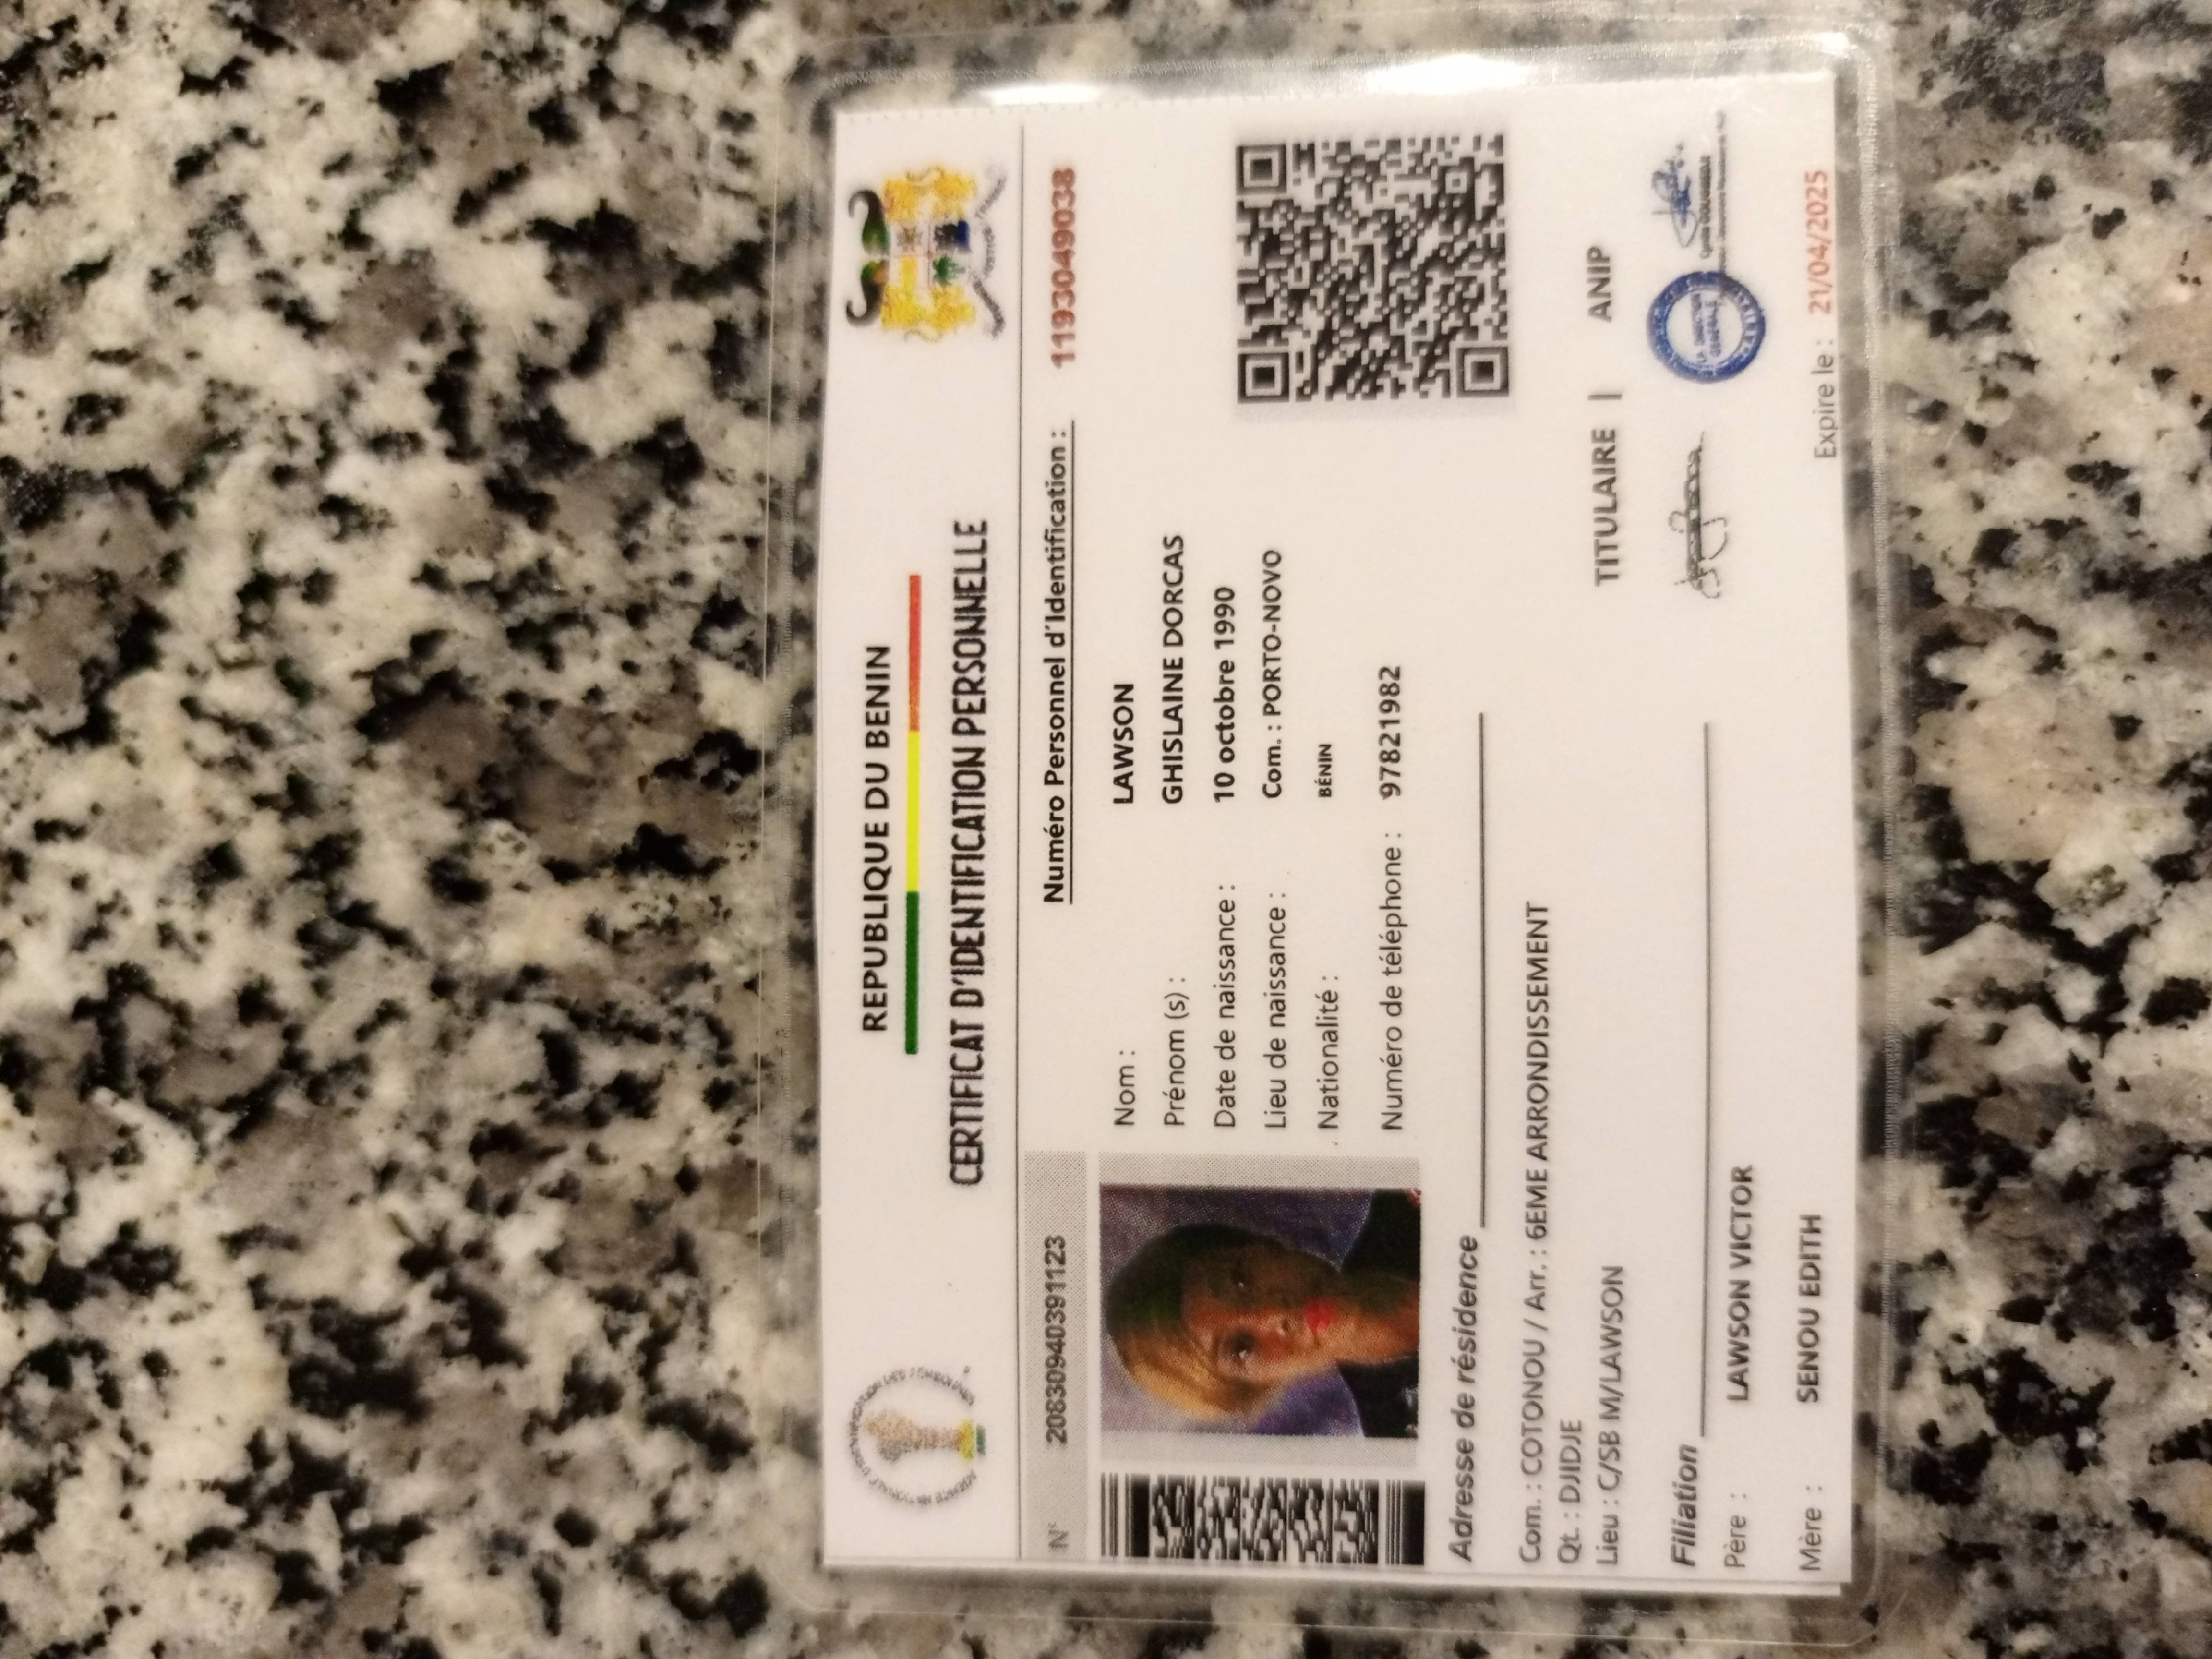 REPUBLIQUE DU BENIN
CERTIFICAT D'IDENTIFICATION PERSONNELLE
N° 20830940391123
Numéro Personnel d'Identification : 1193049038
Nom : LAWSON
Prénom (s) : GHISLAINE DORCAS
Date de naissance : 10 octobre 1990
Lieu de naissance : Com. : PORTO-NOVO
Nationalité : BÉNIN
Numéro de téléphone : 97821982
Adresse de résidence
Com. : COTONOU / Arr. : 6EME ARRONDISSEMENT
Qt. : DJIDJE
Lieu : C/SB M/LAWSON
TITULAIRE | ANIP
Filiation
Père : LAWSON VICTOR
Mère : SENOU EDITH
Expire le : 21/04/2025